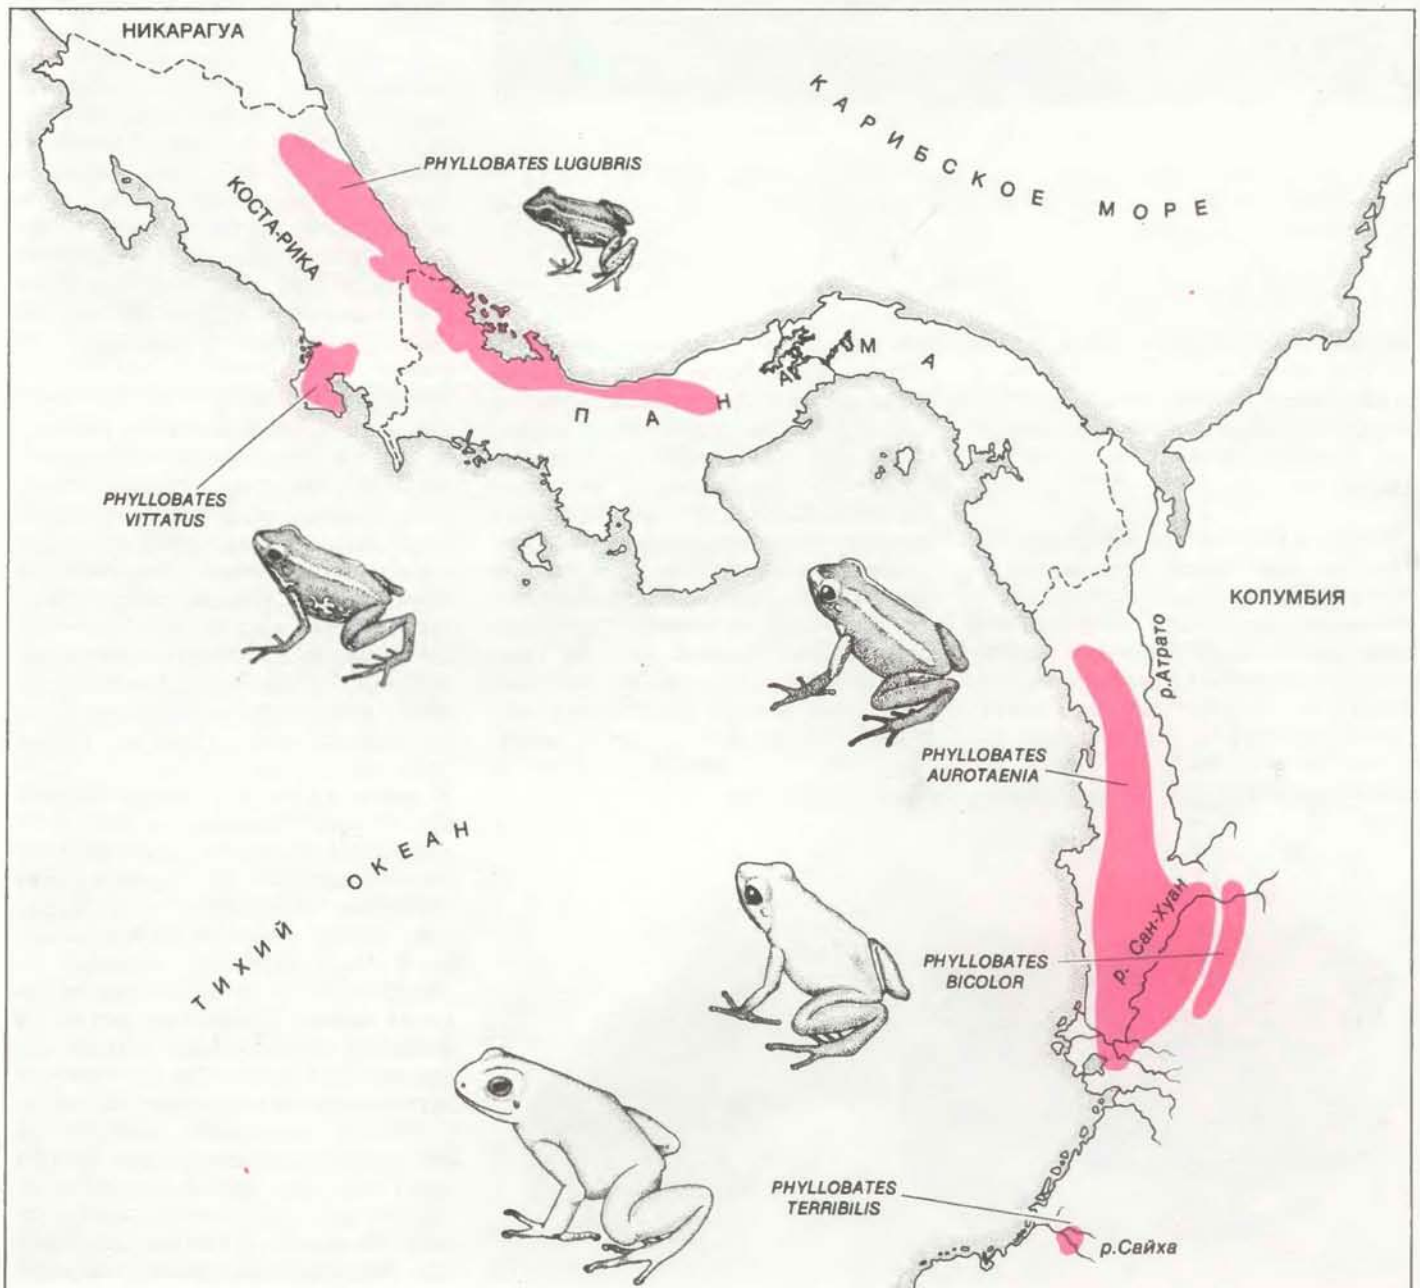 НИКАРАГУА
КАРИБСКОЕ МОРЕ
PHYLLOBATES LUGUBRIS
КОСТА-РИКА
ПАНАМА
PHYLLOBATES
VITTATUS
КОЛУМБИЯ
р.Атрато
PHYLLOBATES
AUROTAENIA
ТИХИЙ ОКЕАН
р. Сан-Хуан
PHYLLOBATES
BICOLOR
PHYLLOBATES
TERRIBILIS
р.Сайха